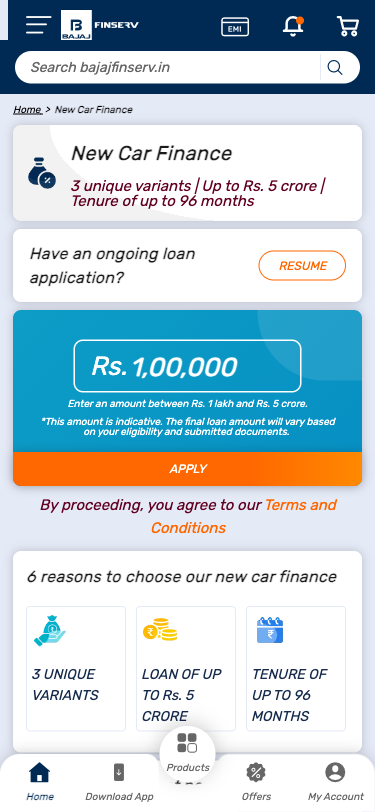 BAJAJ FINSERV
EMI
Search bajajfinserv.in
Home > New Car Finance
New Car Finance
3 unique variants | Up to Rs. 5 crore |
Tenure of up to 96 months
Have an ongoing loan
application?
RESUME
Rs. 1,00,000
Enter an amount between Rs. 1 lakh and Rs. 5 crore.
*This amount is indicative. The final loan amount will vary based
on your eligibility and submitted documents.
APPLY
By proceeding, you agree to our Terms and
Conditions
6 reasons to choose our new car finance
3 UNIQUE
VARIANTS
LOAN OF UP
TO Rs. 5
CRORE
TENURE OF
UP TO 96
MONTHS
Home
Download App
Products
Offers
My Account